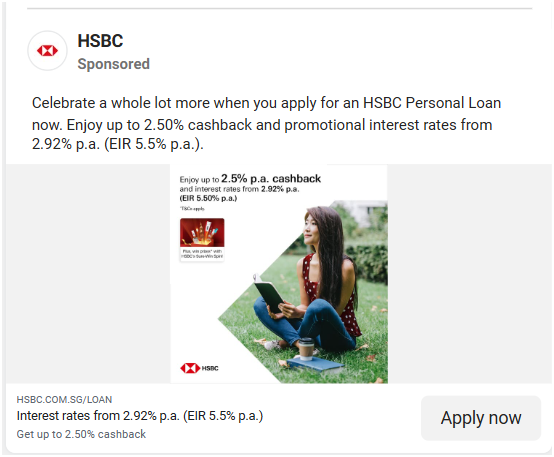 HSBC
Sponsored
Celebrate a whole lot more when you apply for an HSBC Personal Loan
now. Enjoy up to 2.50% cashback and promotional interest rates from
2.92% p.a. (EIR 5.5% p.a.).
Enjoy up to 2.5% p.a. cashback
and interest rates from 2.92% p.a.
(EIR 5.50% p.a.)
*T&Cs apply.
Plus, win prizes* with
HSBC's Sure-Win Spin!
HSBC
HSBC.COM.SG/LOAN
Interest rates from 2.92% p.a. (EIR 5.5% p.a.)
Get up to 2.50% cashback
Apply now